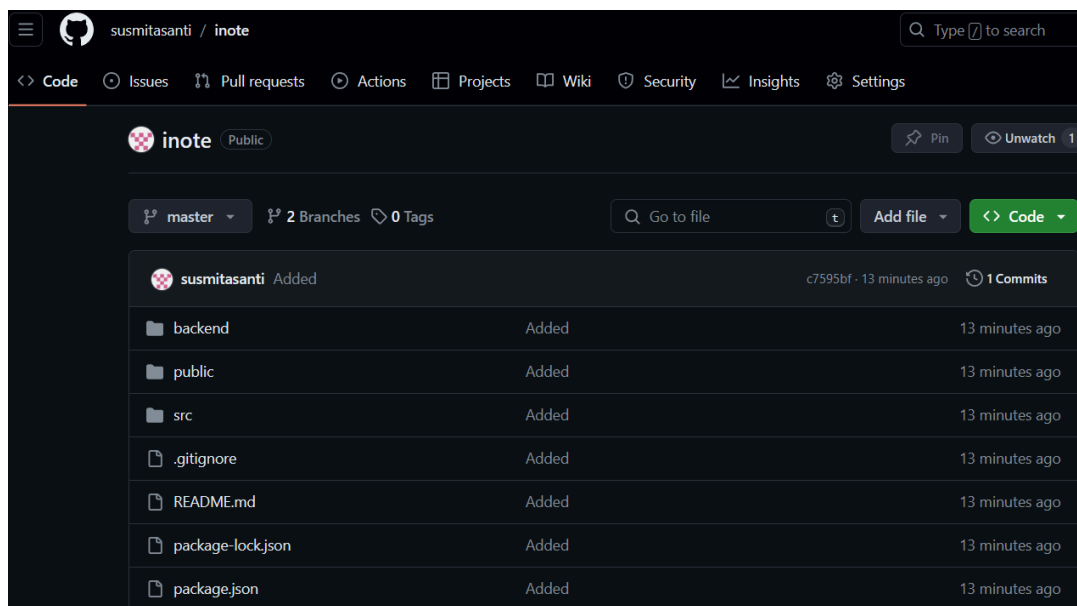 susmitasanti / inote
Type / to search
Code Issues Pull requests Actions Projects Wiki Security Insights Settings
inote Public
Pin Unwatch 1
master 2 Branches 0 Tags
Go to file t Add file Code
susmitasanti Added c7595bf · 13 minutes ago 1 Commits
backend Added 13 minutes ago
public Added 13 minutes ago
src Added 13 minutes ago
.gitignore Added 13 minutes ago
README.md Added 13 minutes ago
package-lock.json Added 13 minutes ago
package.json Added 13 minutes ago